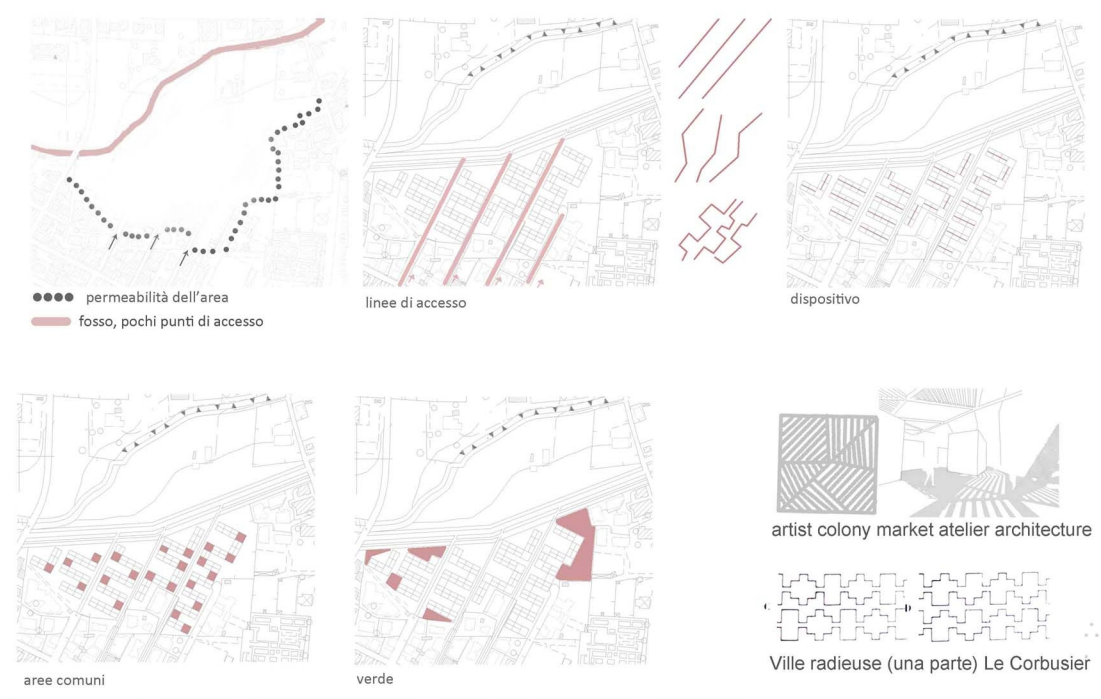 permeabilità dell'area
fosso, pochi punti di accesso
linee di accesso
dispositivo
aree comuni
verde
artist colony market atelier architecture
Ville radieuse (una parte) Le Corbusier